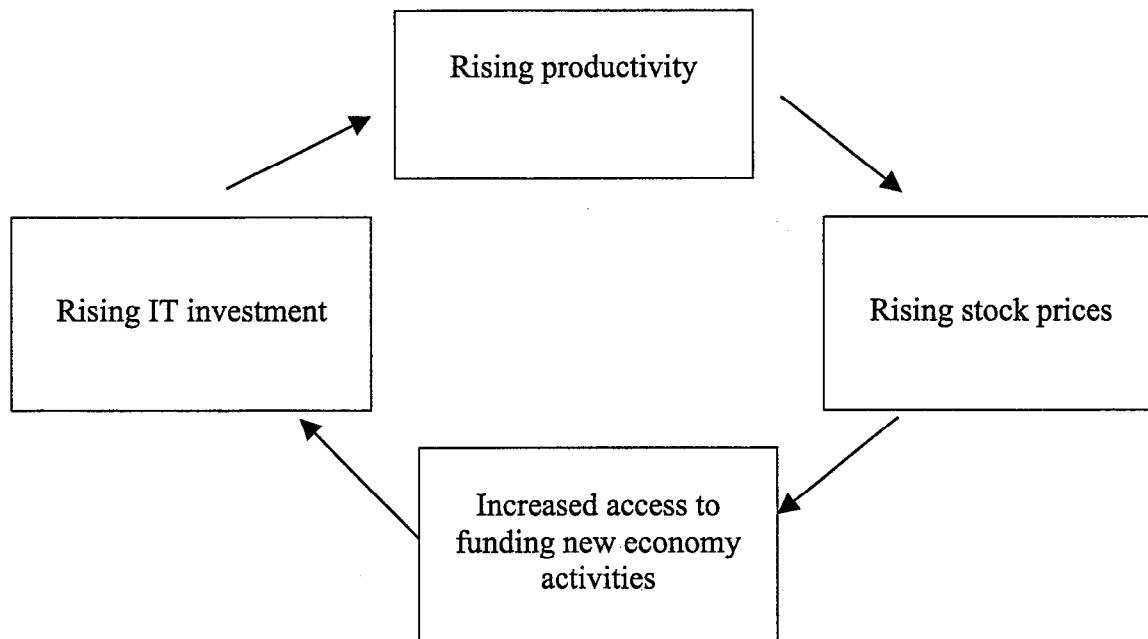 Rising productivity
Rising IT investment
Rising stock prices
Increased access to
funding new economy
activities